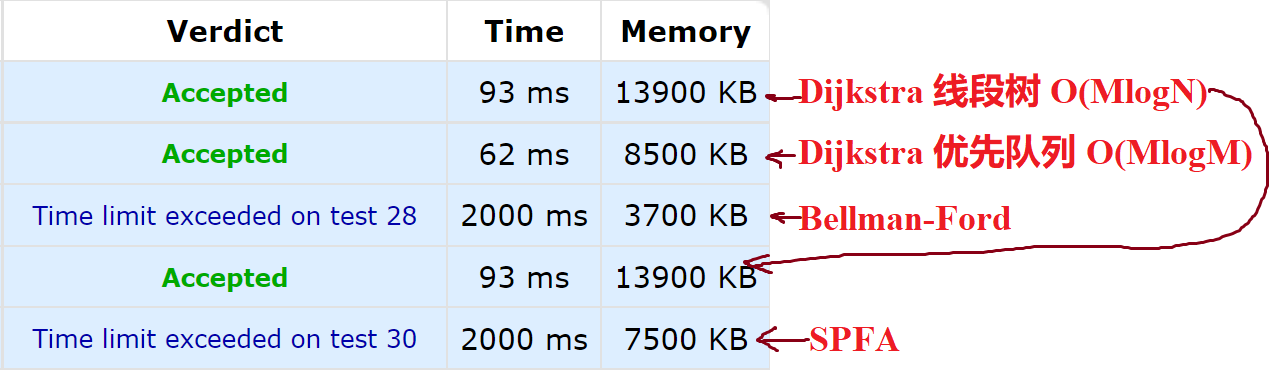 Verdict Time Memory
Accepted 93 ms 13900 KB Dijkstra 线段树 O(MlogN)
Accepted 62 ms 8500 KB Dijkstra 优先队列 O(MlogM)
Time limit exceeded on test 28 2000 ms 3700 KB Bellman-Ford
Accepted 93 ms 13900 KB
Time limit exceeded on test 30 2000 ms 7500 KB SPFA